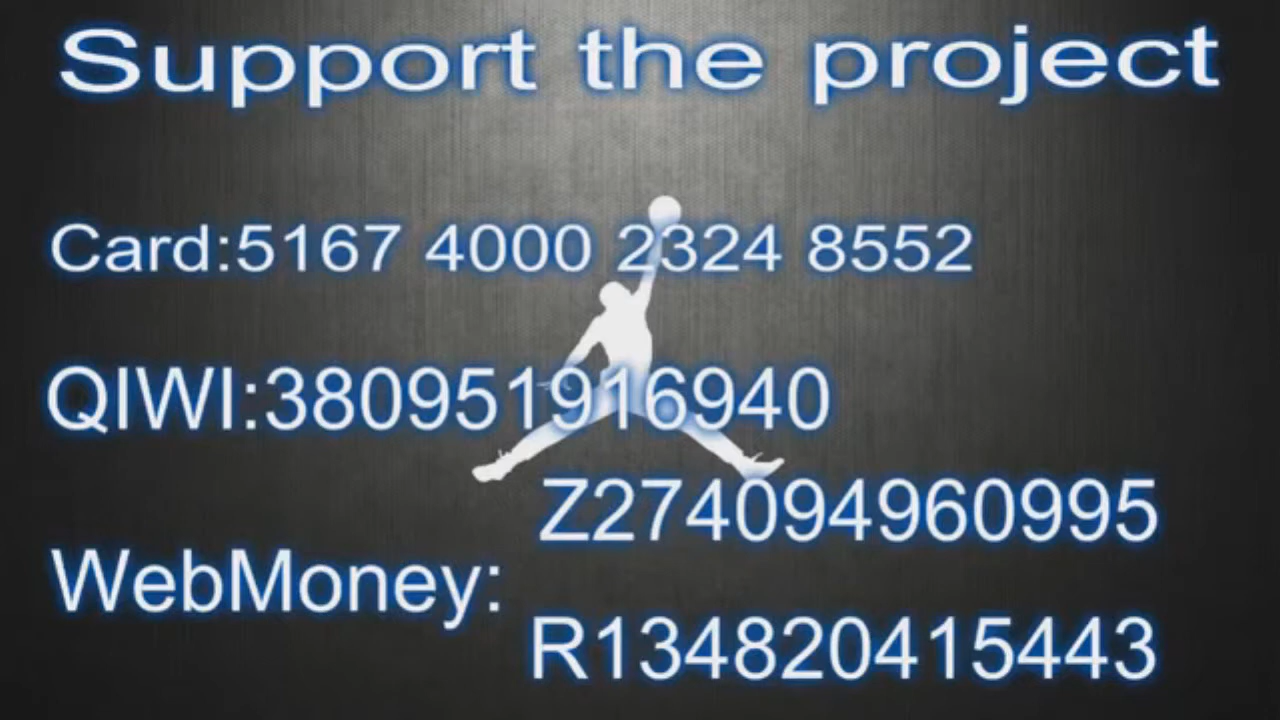 Support the project
Card:5167 4000 2324 8552
QIWI:380951916940
Z274094960995
WebMoney:
R134820415443